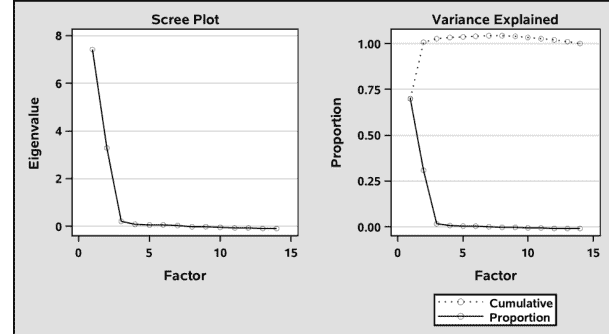 Scree Plot
8
6
4
2
0
0 5 10 15
Eigenvalue
Factor
Variance Explained
1.00
0.75
0.50
0.25
0.00
0 5 10 15
Proportion
Factor
Cumulative
Proportion